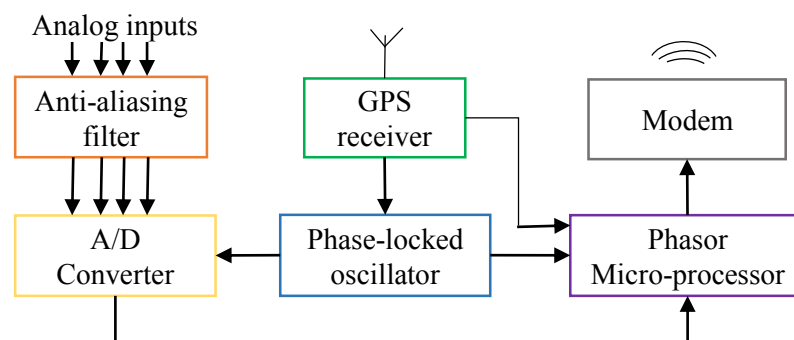 Analog inputs
Anti-aliasing
filter
GPS
receiver
Modem
A/D
Converter
Phase-locked
oscillator
Phasor
Micro-processor